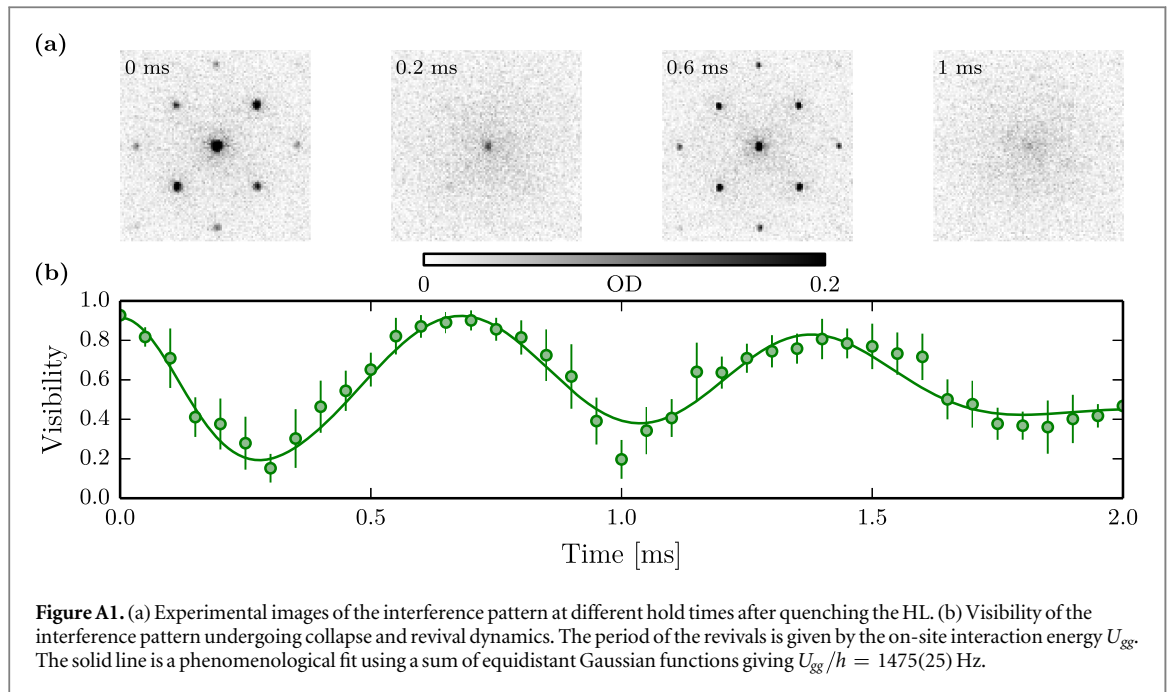 (a)
0 ms
0.2 ms
0.6 ms
1 ms
0
OD
0.2
(b)
1.0
0.8
0.6
0.4
0.2
0.0
Visibility
0.0
0.5
1.0
1.5
2.0
Time [ms]
Figure A1. (a) Experimental images of the interference pattern at different hold times after quenching the HL. (b) Visibility of the
interference pattern undergoing collapse and revival dynamics. The period of the revivals is given by the on-site interaction energy U_gg.
The solid line is a phenomenological fit using a sum of equidistant Gaussian functions giving U_gg/h = 1475(25) Hz.